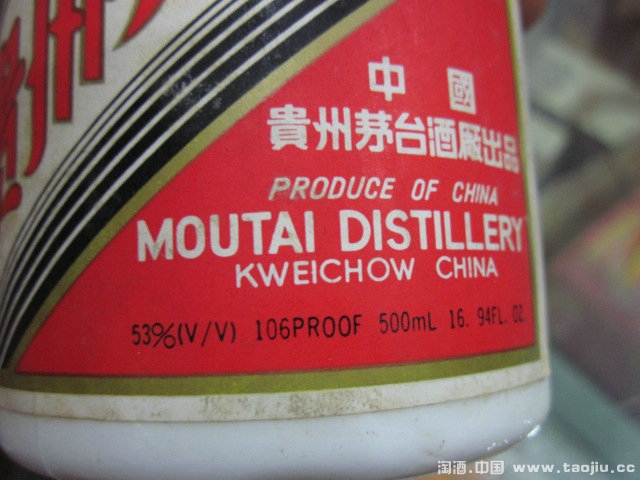 中國
貴州茅台酒廠出品
PRODUCE OF CHINA
MOUTAI DISTILLERY
KWEICHOW CHINA
53%(V/V) 106PROOF 500mL 16. 94FL. OZ.
淘酒.中国 www.taojiu.cc